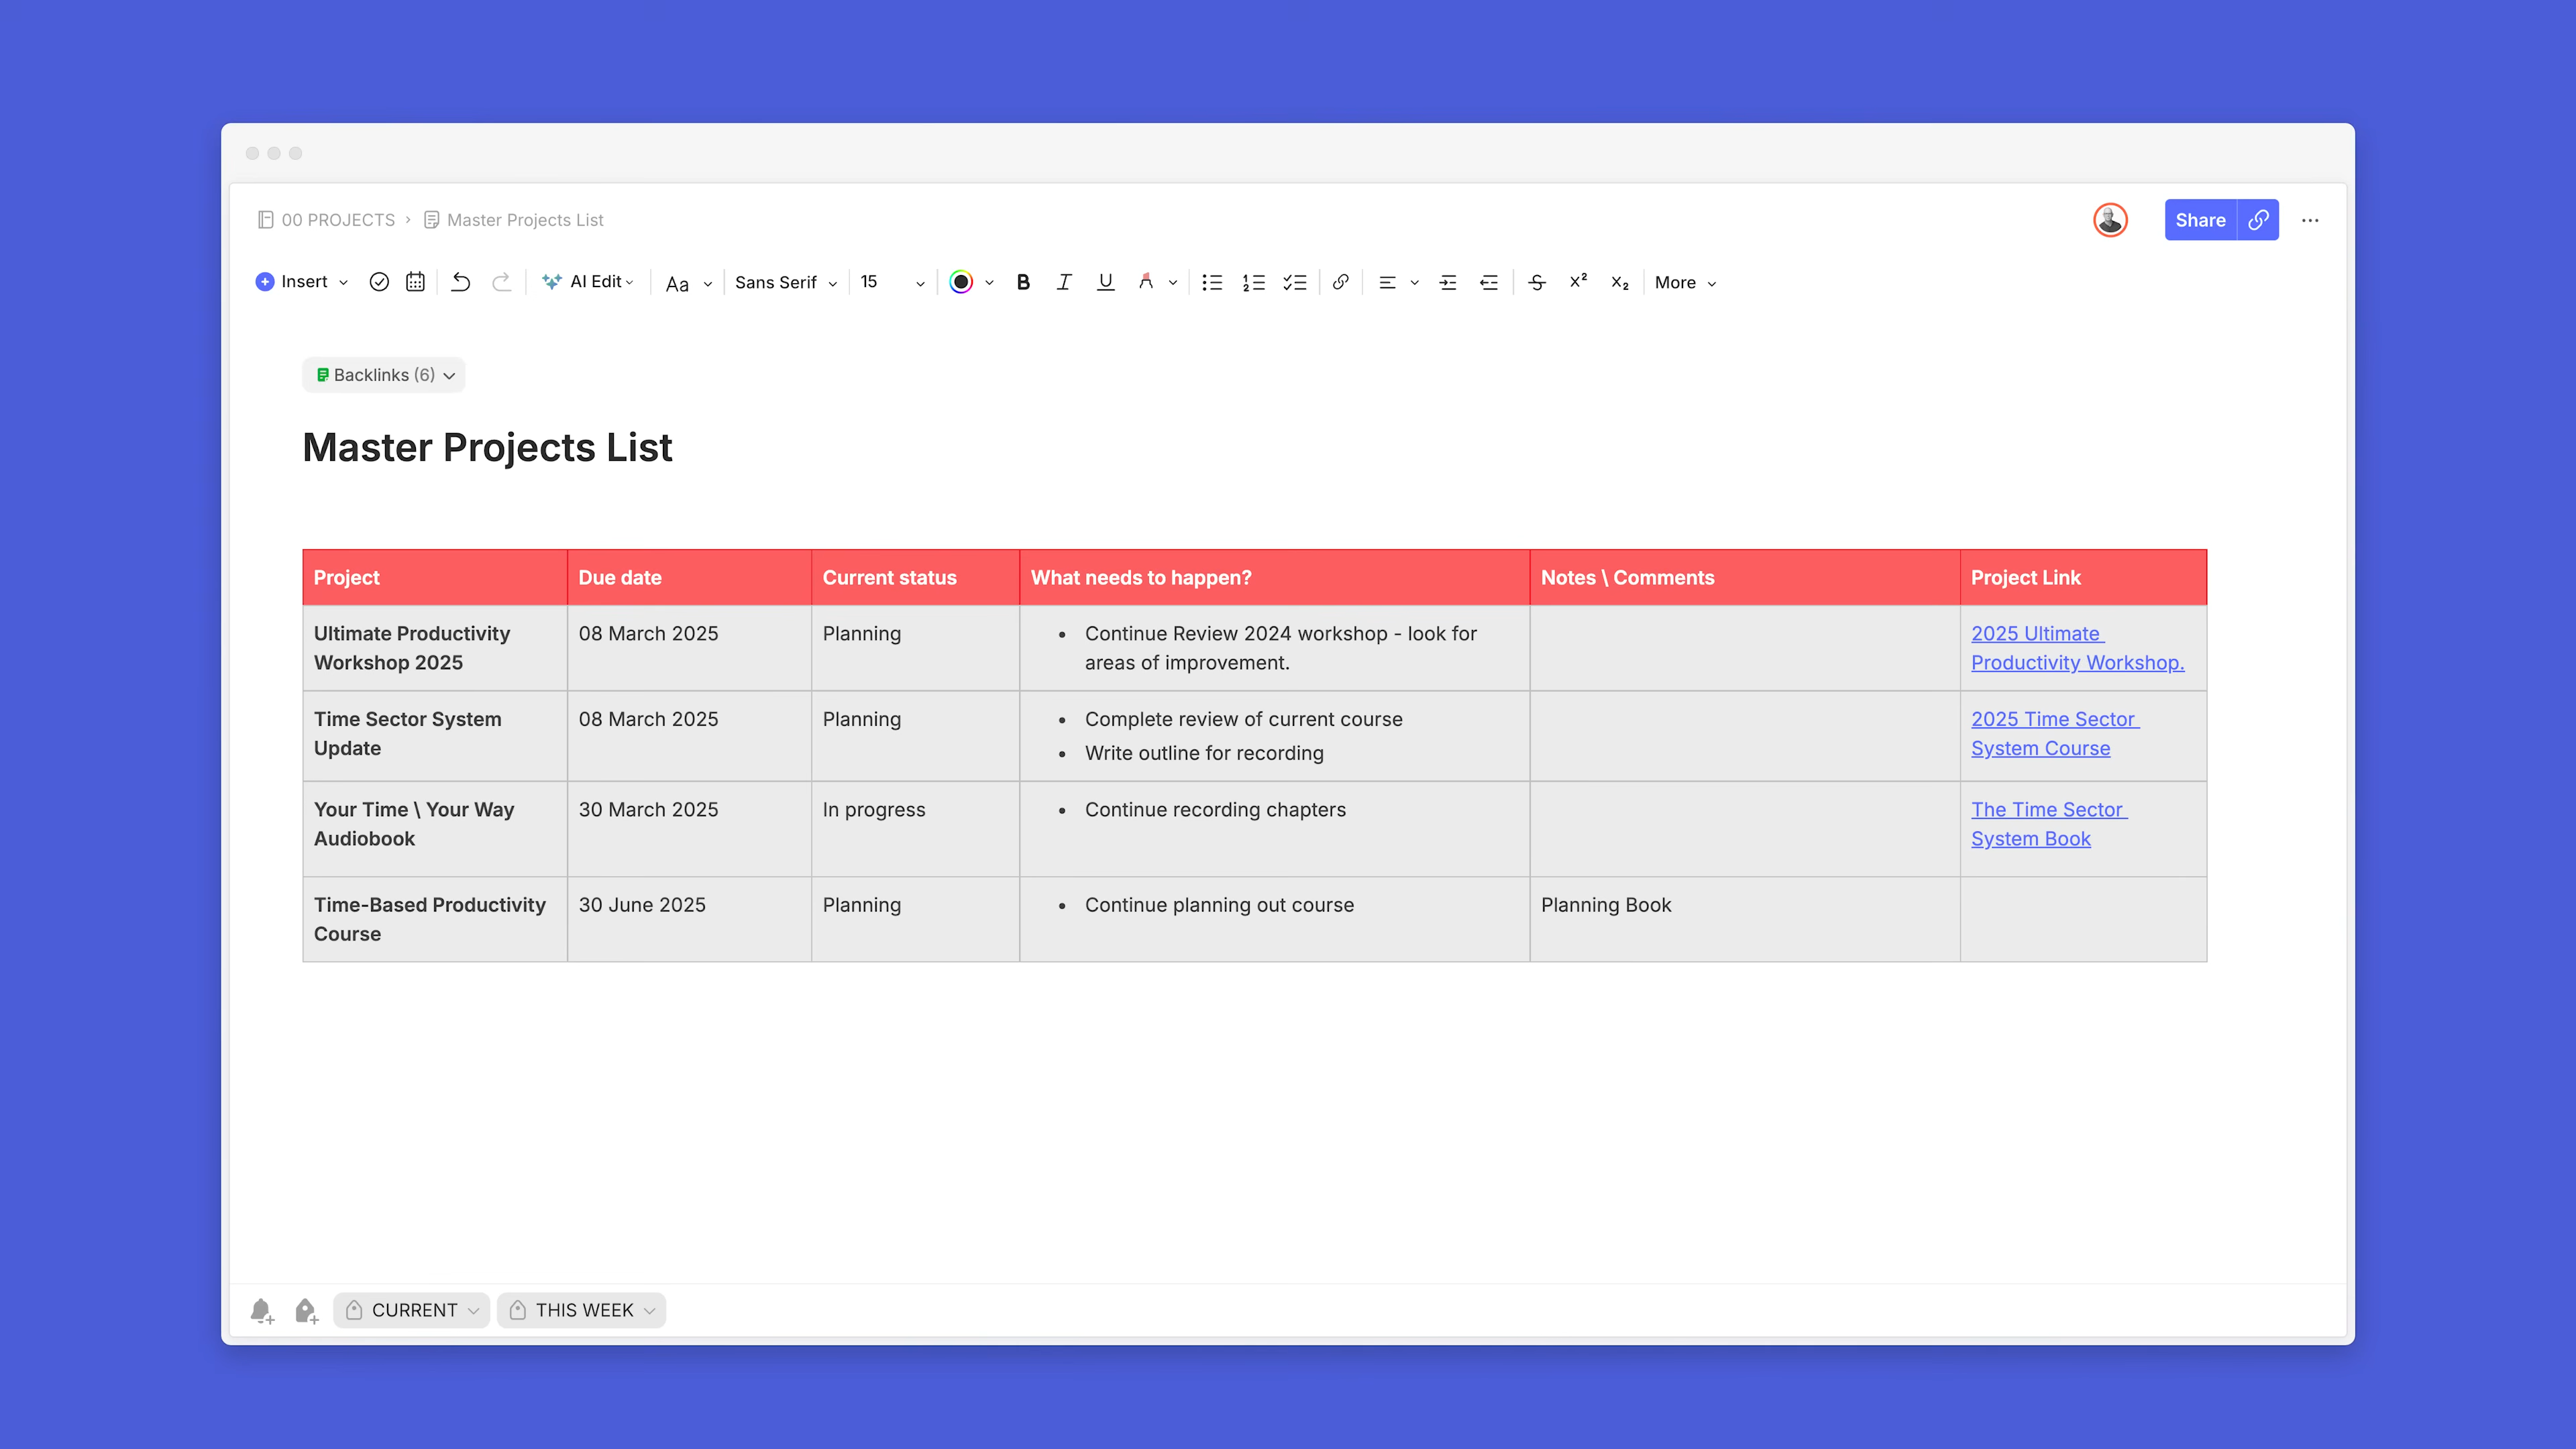 00 PROJECTS › Master Projects List
Share
Insert
AI Edit
Aa
Sans Serif
15
B I U
x²
x₂
More
Backlinks (6)
Master Projects List
Project Due date Current status What needs to happen? Notes \ Comments Project Link
Ultimate Productivity
Workshop 2025
08 March 2025
Planning
• Continue Review 2024 workshop - look for
areas of improvement.
2025 Ultimate
Productivity Workshop.
Time Sector System
Update
08 March 2025
Planning
• Complete review of current course
• Write outline for recording
2025 Time Sector
System Course
Your Time \ Your Way
Audiobook
30 March 2025
In progress
• Continue recording chapters
The Time Sector
System Book
Time-Based Productivity
Course
30 June 2025
Planning
• Continue planning out course
Planning Book
CURRENT
THIS WEEK